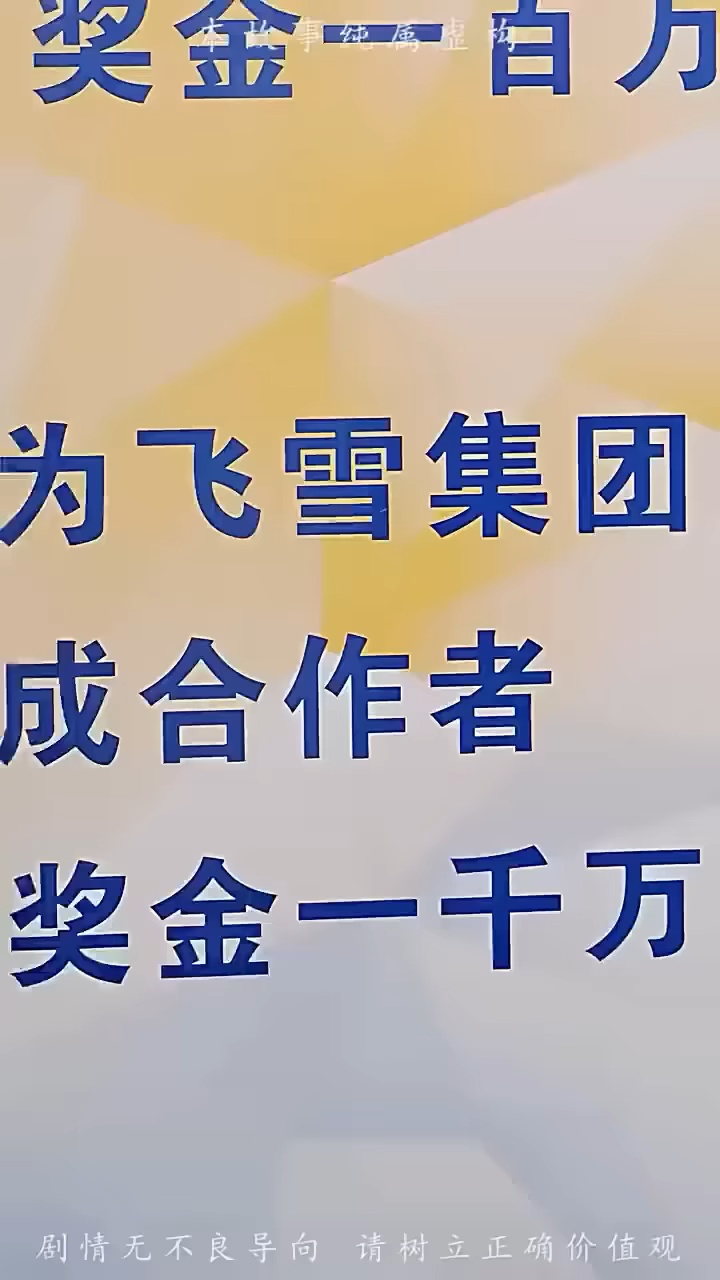 奖金一百万
本故事纯属虚构
为飞雪集团
成合作者
奖金一千万
剧情无不良导向 请树立正确价值观